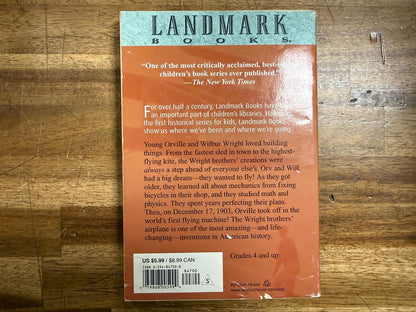 LANDMARK
BOOKS®
"One of the most critically acclaimed, best-
children's book series ever published."
—The New York Times
For over half a century, Landmark Books have
an important part of children's libraries.
the first historical series for kids, Landmark Books
show us where we've been and where we're going.
Young Orville and Wilbur Wright loved building
things. From the fastest sled in town to the highest-
flying kite, the Wright brothers' creations were
always a step ahead of everyone else's. Orv and Will
had a big dream—they wanted to fly! As they got
older, they learned all about mechanics from fixing
bicycles in their shop, and they studied math and
physics. They spent years perfecting their plans.
Then, on December 17, 1903, Orville took off in the
world's first flying machine! The Wright brothers'
airplane is one of the most amazing—and life-
changing—inventions in American history.
Grades 4 and up
US $5.99 / $8.99 CAN
ISBN 0-394-84700-8
84700
S